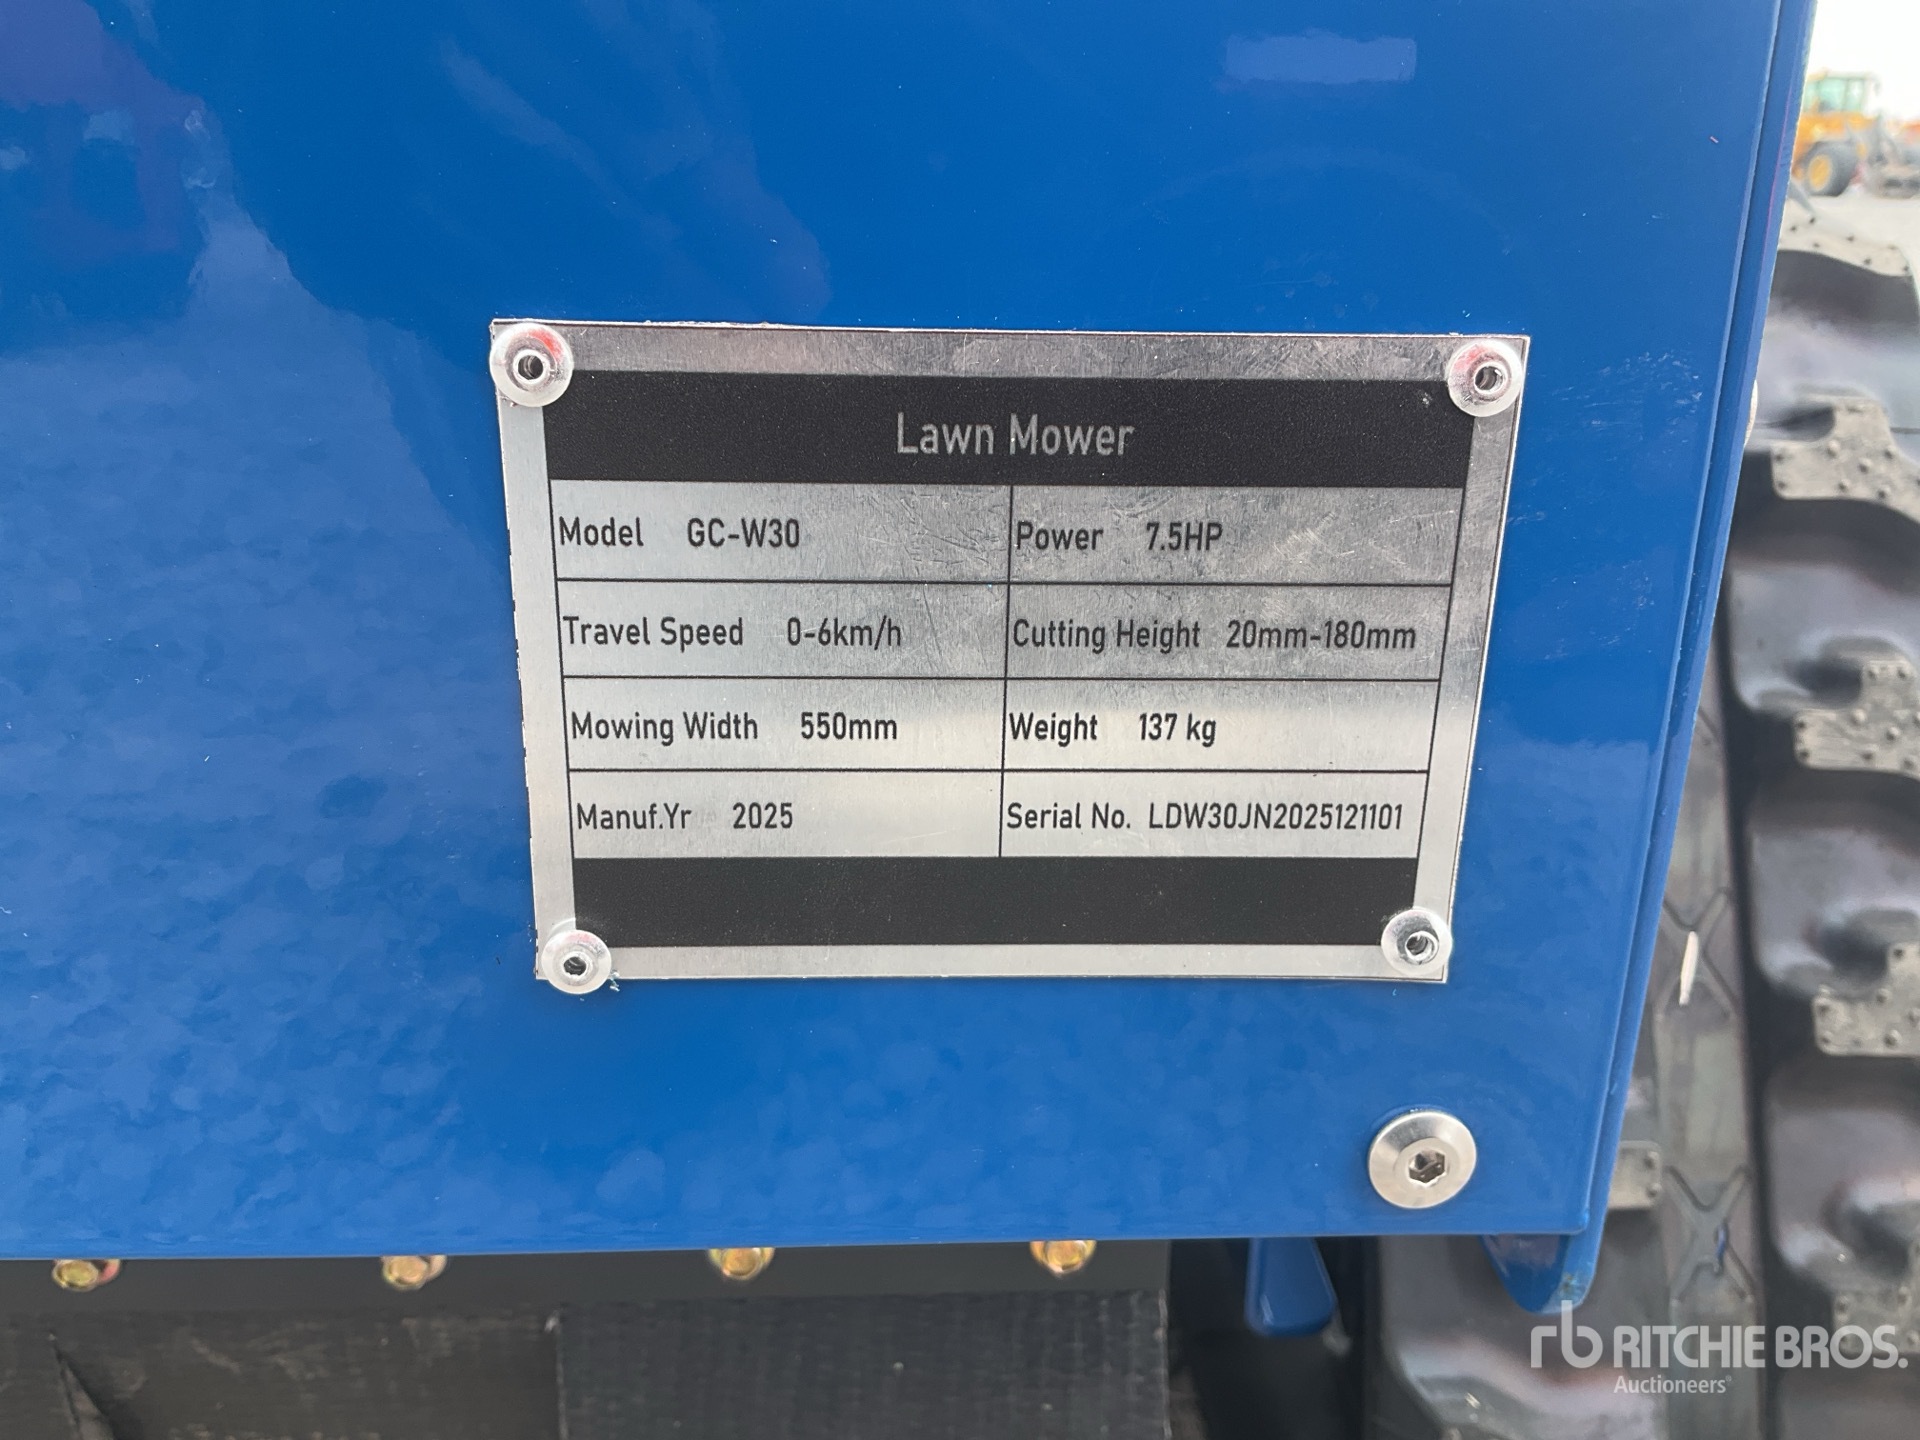 Lawn Mower
Model GC-W30 Power 7.5HP
Travel Speed 0-6km/h Cutting Height 20mm-180mm
Mowing Width 550mm Weight 137 kg
Manuf.Yr 2025 Serial No. LDW30JN2025121101
rb RITCHIE BROS.
Auctioneers